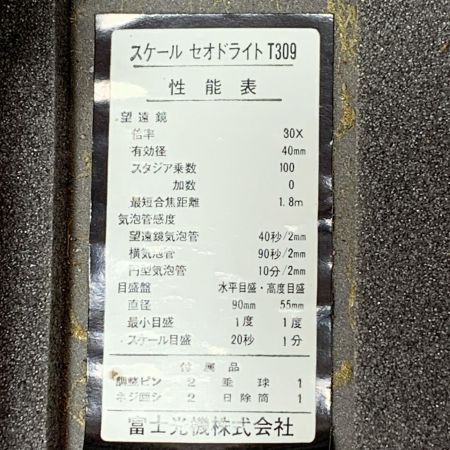 スケール セオドライト T309
性能表
望遠鏡
倍率 30X
有効径 40mm
スタジア乗数 100
加数 0
最短合焦距離 1.8m
気泡管感度
望遠鏡気泡管 40秒/2mm
横気泡管 90秒/2mm
円型気泡管 10分/2mm
目盛盤 水平目盛・高度目盛
直径 90mm 55mm
最小目盛 1度 1度
スケール目盛 20秒 1分
付属品
調整ピン 2 垂球 1
ネジ廻シ 2 日除筒 1
富士光機株式会社